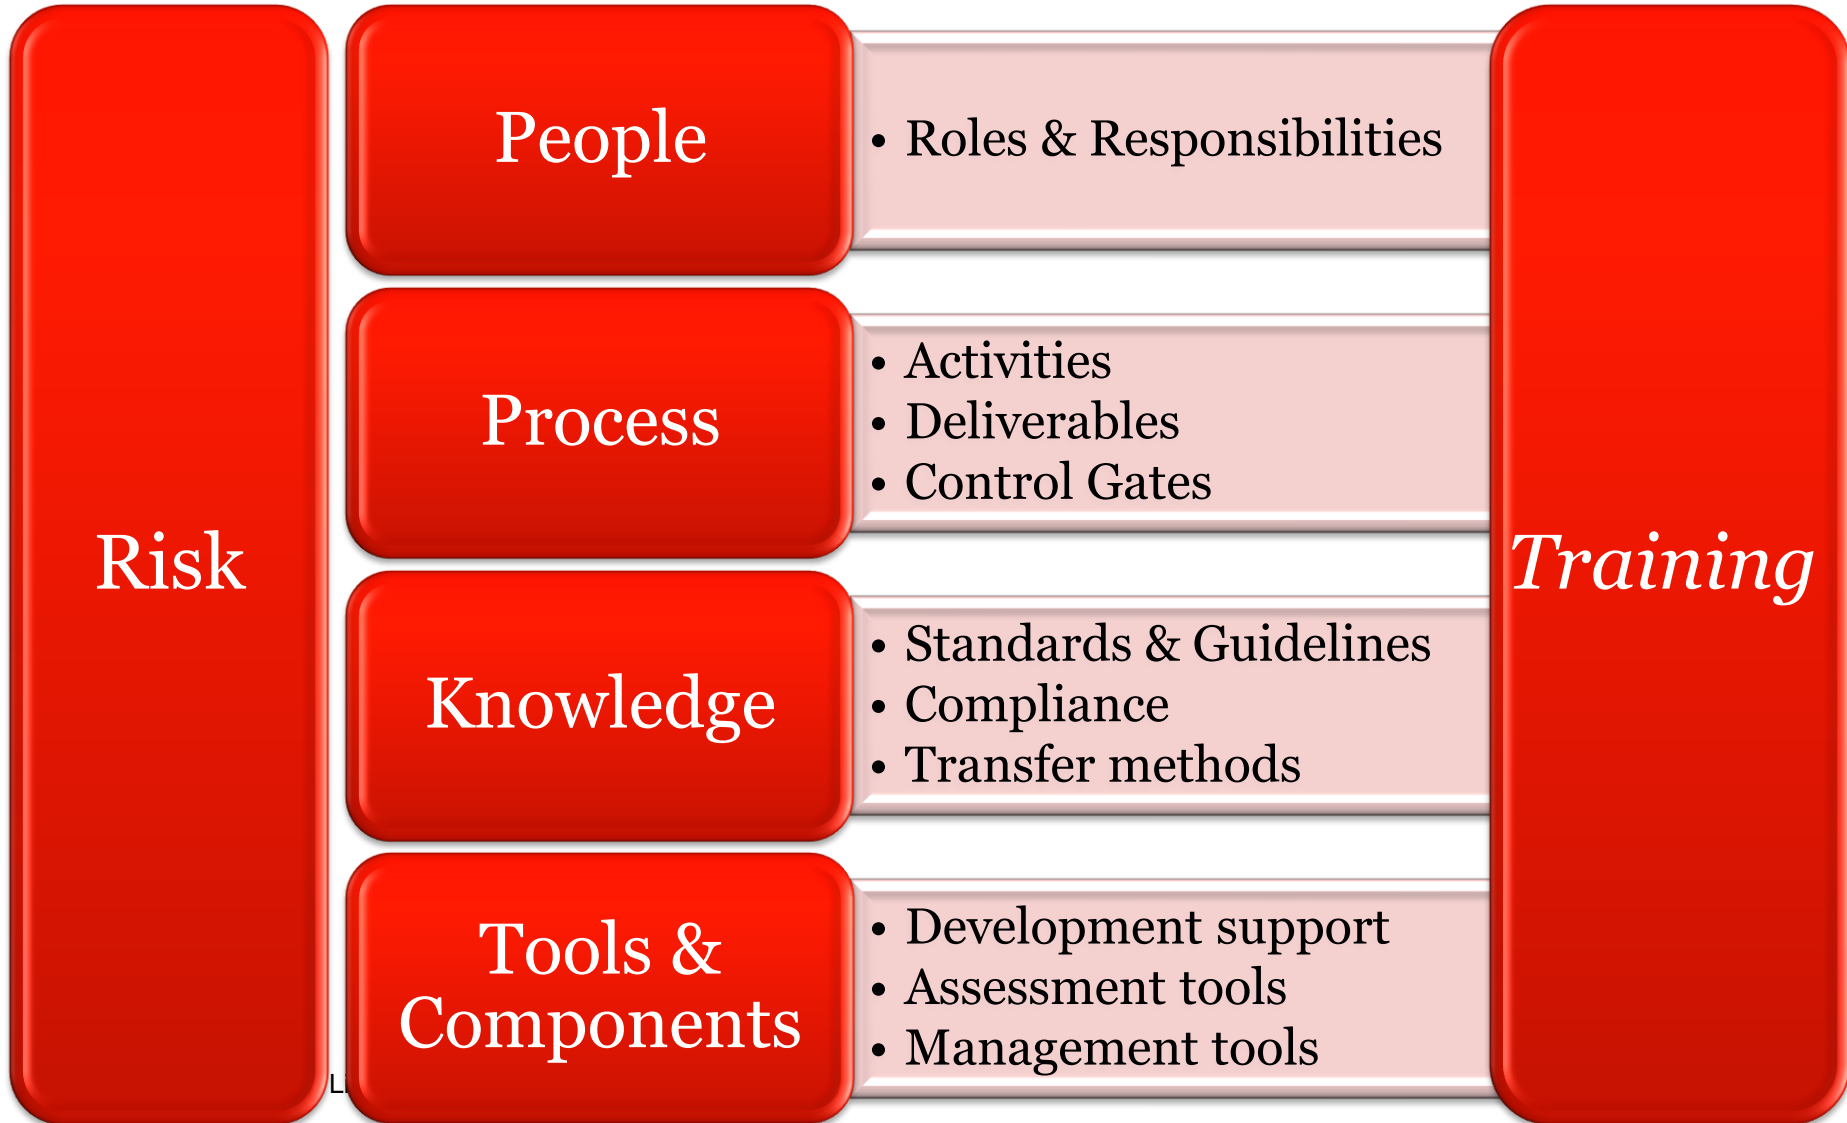 Risk
People
• Roles & Responsibilities
Process
• Activities
• Deliverables
• Control Gates
Knowledge
• Standards & Guidelines
• Compliance
• Transfer methods
Tools &
Components
• Development support
• Assessment tools
• Management tools
Training